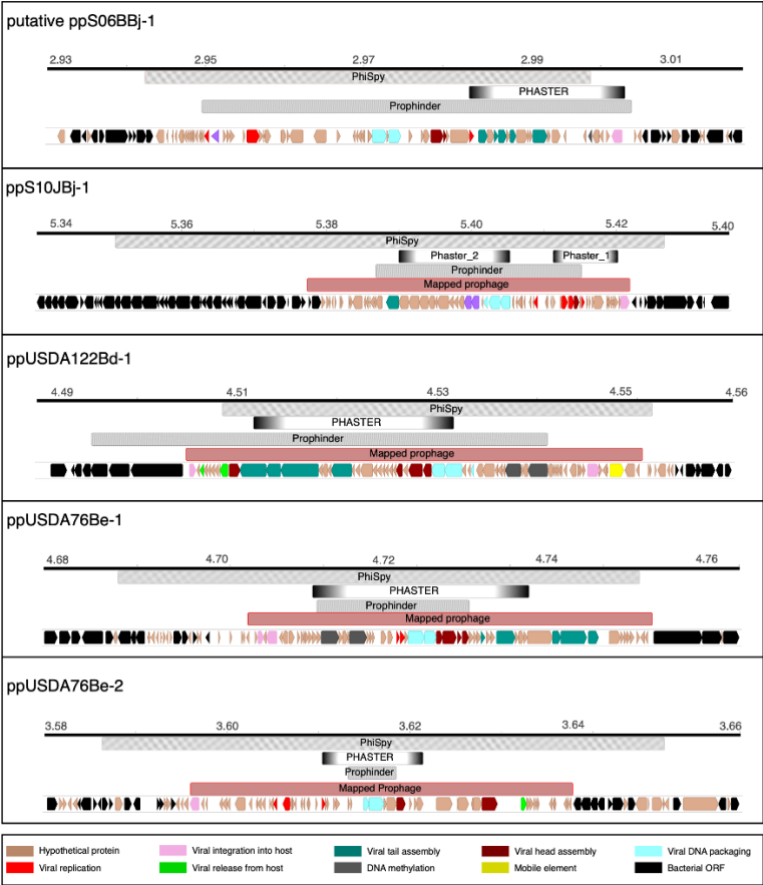 putative ppS06BBj-1
2.93 2.95 2.97 2.99 3.01
PhiSpy
PHASTER
Prophinder
ppS10JBj-1
5.34 5.36 5.38 5.40 5.42 5.40
PhiSpy
Phaster_2 Phaster_1
Prophinder
Mapped prophage
ppUSDA122Bd-1
4.49 4.51 4.53 4.55 4.56
PhiSpy
PHASTER
Prophinder
Mapped prophage
ppUSDA76Be-1
4.68 4.70 4.72 4.74 4.76
PhiSpy
PHASTER
Prophinder
Mapped prophage
ppUSDA76Be-2
3.58 3.60 3.62 3.64 3.66
PhiSpy
PHASTER
Prophinder
Mapped Prophage
Hypothetical protein Viral integration into host Viral tail assembly Viral head assembly Viral DNA packaging
Viral replication Viral release from host DNA methylation Mobile element Bacterial ORF